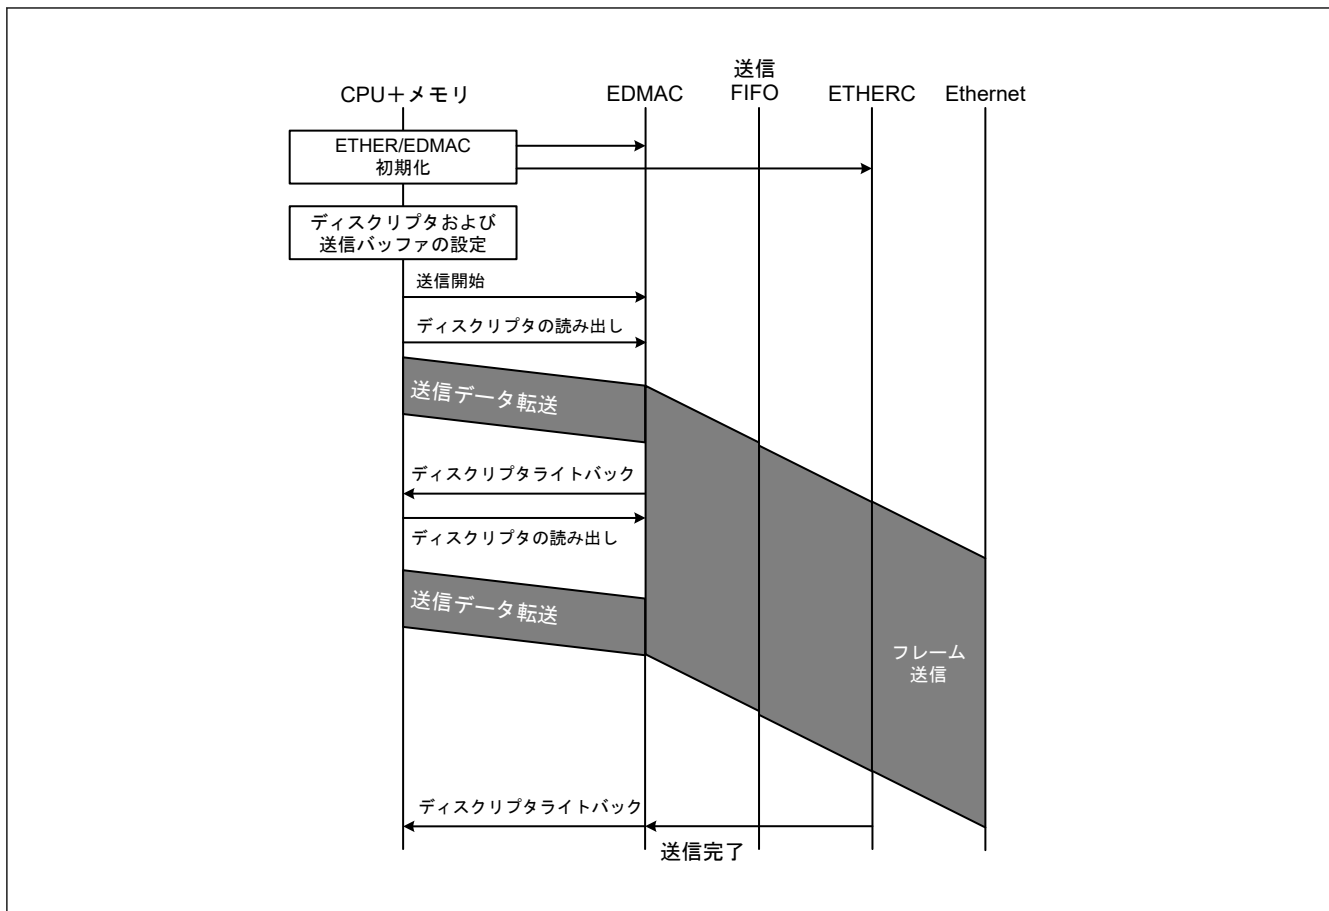 送信
CPU＋メモリ EDMAC FIFO ETHERC Ethernet
ETHER/EDMAC
初期化
ディスクリプタおよび
送信バッファの設定
送信開始
ディスクリプタの読み出し
送信データ転送
ディスクリプタライトバック
ディスクリプタの読み出し
送信データ転送
フレーム
送信
ディスクリプタライトバック
送信完了